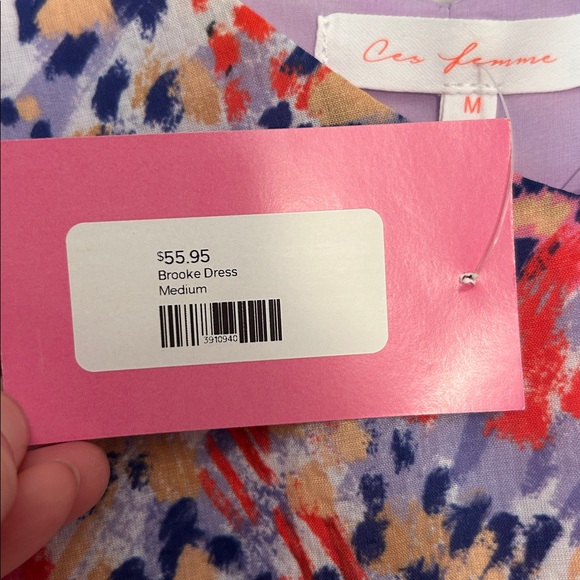 Ces femme
M
$55.95
Brooke Dress
Medium
3910940